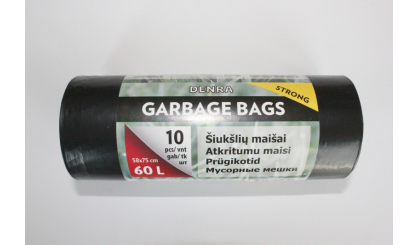 DENRA
STRONG
GARBAGE BAGS
10
pcs/ vnt
gab/ tk
шт
58x75 cm
60 L
Šiukšlių maišai
Atkritumu maisi
Prügikotid
Мусорные мешки